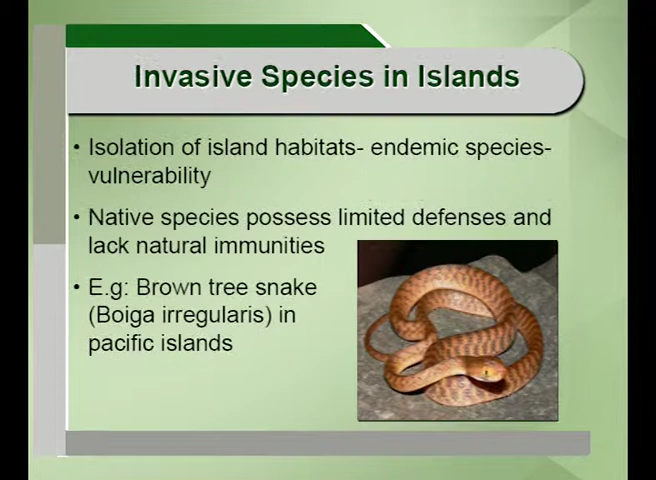 Invasive Species in Islands
• Isolation of island habitats- endemic species-
vulnerability
• Native species possess limited defenses and
lack natural immunities
• E.g: Brown tree snake
(Boiga irregularis) in
pacific islands